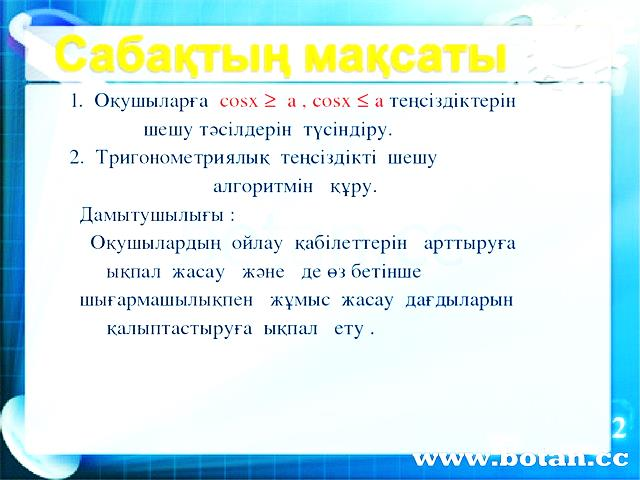 Сабақтың мақсаты
1. Оқушыларға cosx ≥ a , cosx ≤ a теңсіздіктерін
шешу тәсілдерін түсіндіру.
2. Тригонометриялық теңсіздікті шешу
алгоритмін құру.
Дамытушылығы :
Оқушылардың ойлау қабілеттерін арттыруға
ықпал жасау және де өз бетінше
шығармашылықпен жұмыс жасау дағдыларын
қалыптастыруға ықпал ету .
2
www.botan.cc